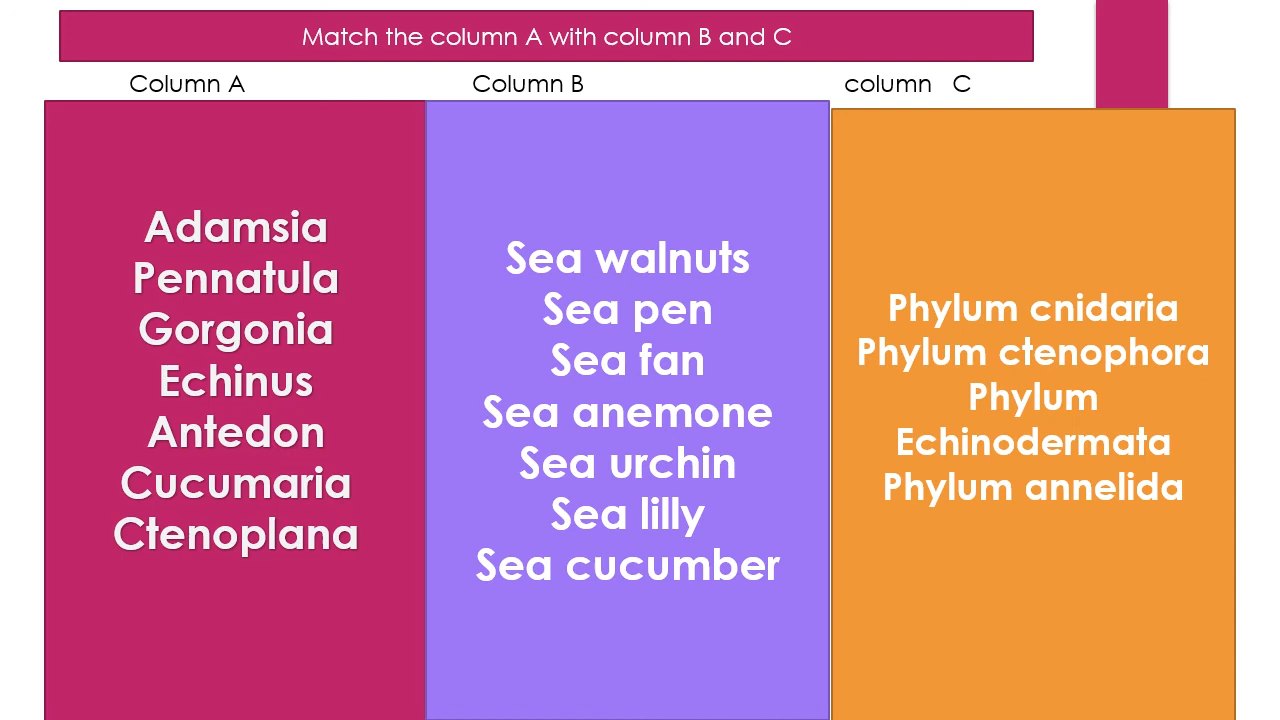 Match the column A with column B and C
Column A
Column B
column C
Adamsia
Pennatula
Gorgonia
Echinus
Antedon
Cucumaria
Ctenoplana
Sea walnuts
Sea pen
Sea fan
Sea anemone
Sea urchin
Sea lilly
Sea cucumber
Phylum cnidaria
Phylum ctenophora
Phylum
Echinodermata
Phylum annelida